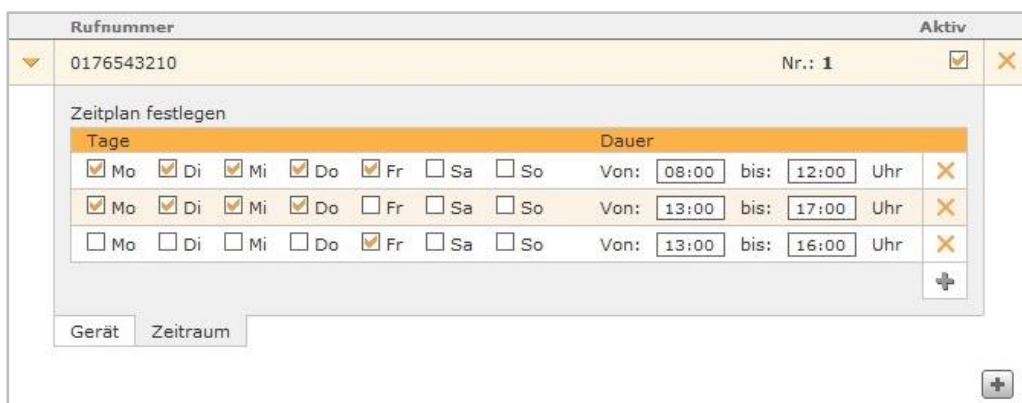 Rufnummer Aktiv
0176543210 Nr.: 1
Zeitplan festlegen
Tage Dauer
Mo Di Mi Do Fr Sa So Von: 08:00 bis: 12:00 Uhr
Mo Di Mi Do Fr Sa So Von: 13:00 bis: 17:00 Uhr
Mo Di Mi Do Fr Sa So Von: 13:00 bis: 16:00 Uhr
Gerät Zeitraum